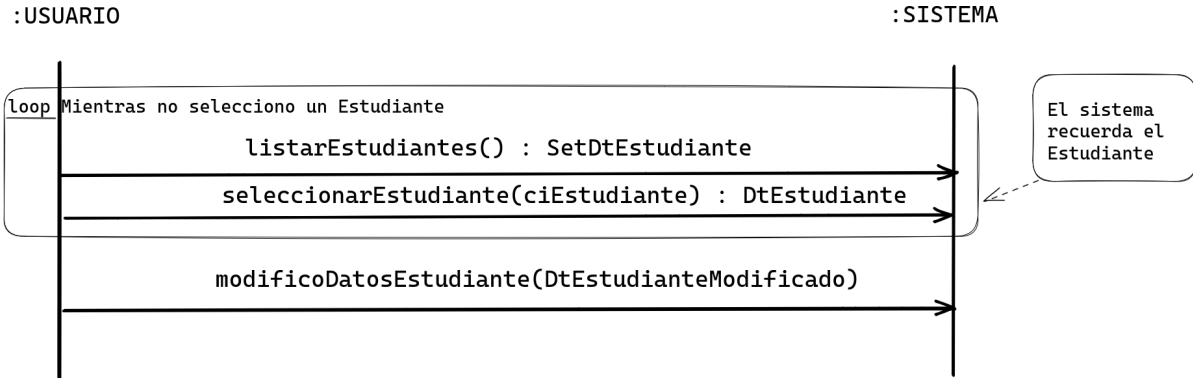 :USUARIO
:SISTEMA
loop Mientras no selecciono un Estudiante
listarEstudiantes() : SetDtEstudiante
seleccionarEstudiante(ciEstudiante) : DtEstudiante
modificoDatosEstudiante(DtEstudianteModificado)
El sistema
recuerda el
Estudiante